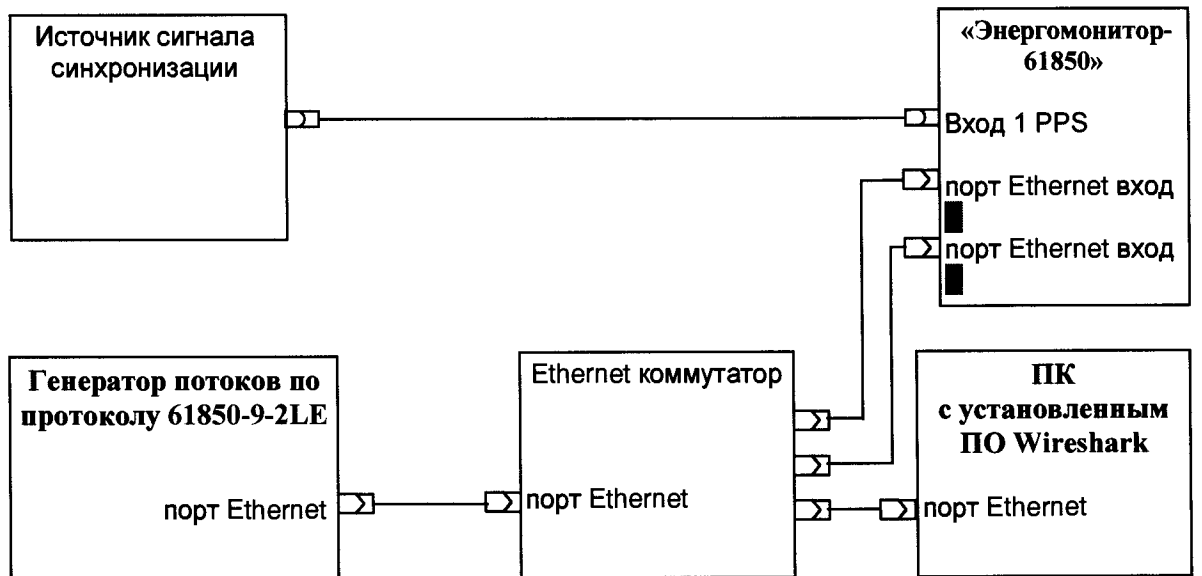 Источник сигнала
синхронизации
«Энергомонитор-
61850»
Вход 1 PPS
порт Ethernet вход
порт Ethernet вход
Генератор потоков по
протоколу 61850-9-2LE
порт Ethernet
Ethernet коммутатор
порт Ethernet
ПК
с установленным
ПО Wireshark
порт Ethernet